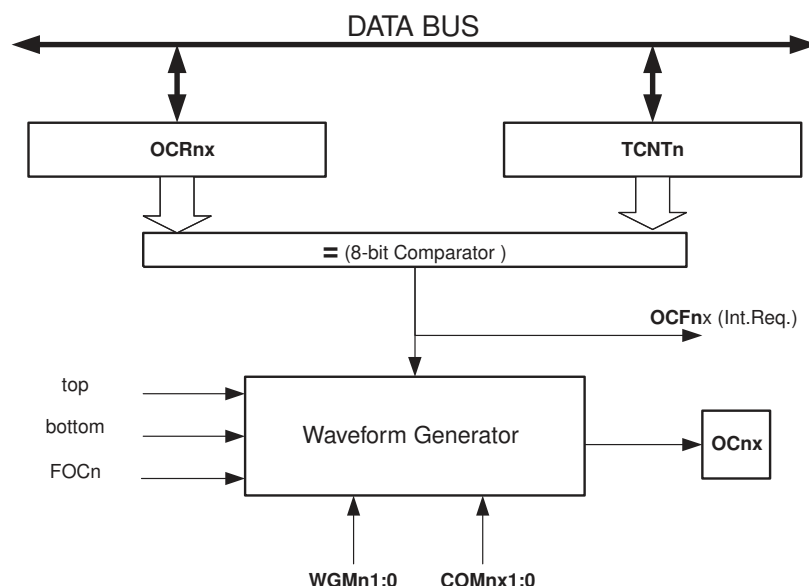 DATA BUS
OCRnx
TCNTn
= (8-bit Comparator )
OCFnx (Int.Req.)
top
bottom
FOCn
Waveform Generator
OCnx
WGMn1:0
COMnx1:0